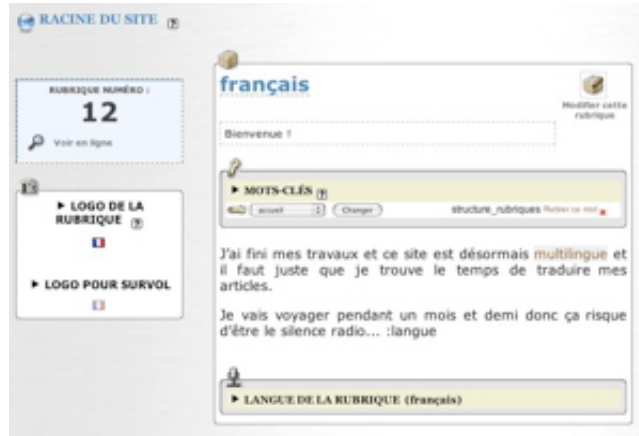 RACINE DU SITE ?
RUBRIQUE NUMÉRO :
12
Voir en ligne
LOGO DE LA
RUBRIQUE ?
LOGO POUR SURVOL
français
Modifier cette
rubrique
Bienvenue !
MOTS-CLÉS ?
accueil Changer structure_rubriques Retirer ce mot
J'ai fini mes travaux et ce site est désormais multilingue et
il faut juste que je trouve le temps de traduire mes
articles.
Je vais voyager pendant un mois et demi donc ça risque
d'être le silence radio... :langue
LANGUE DE LA RUBRIQUE (français)